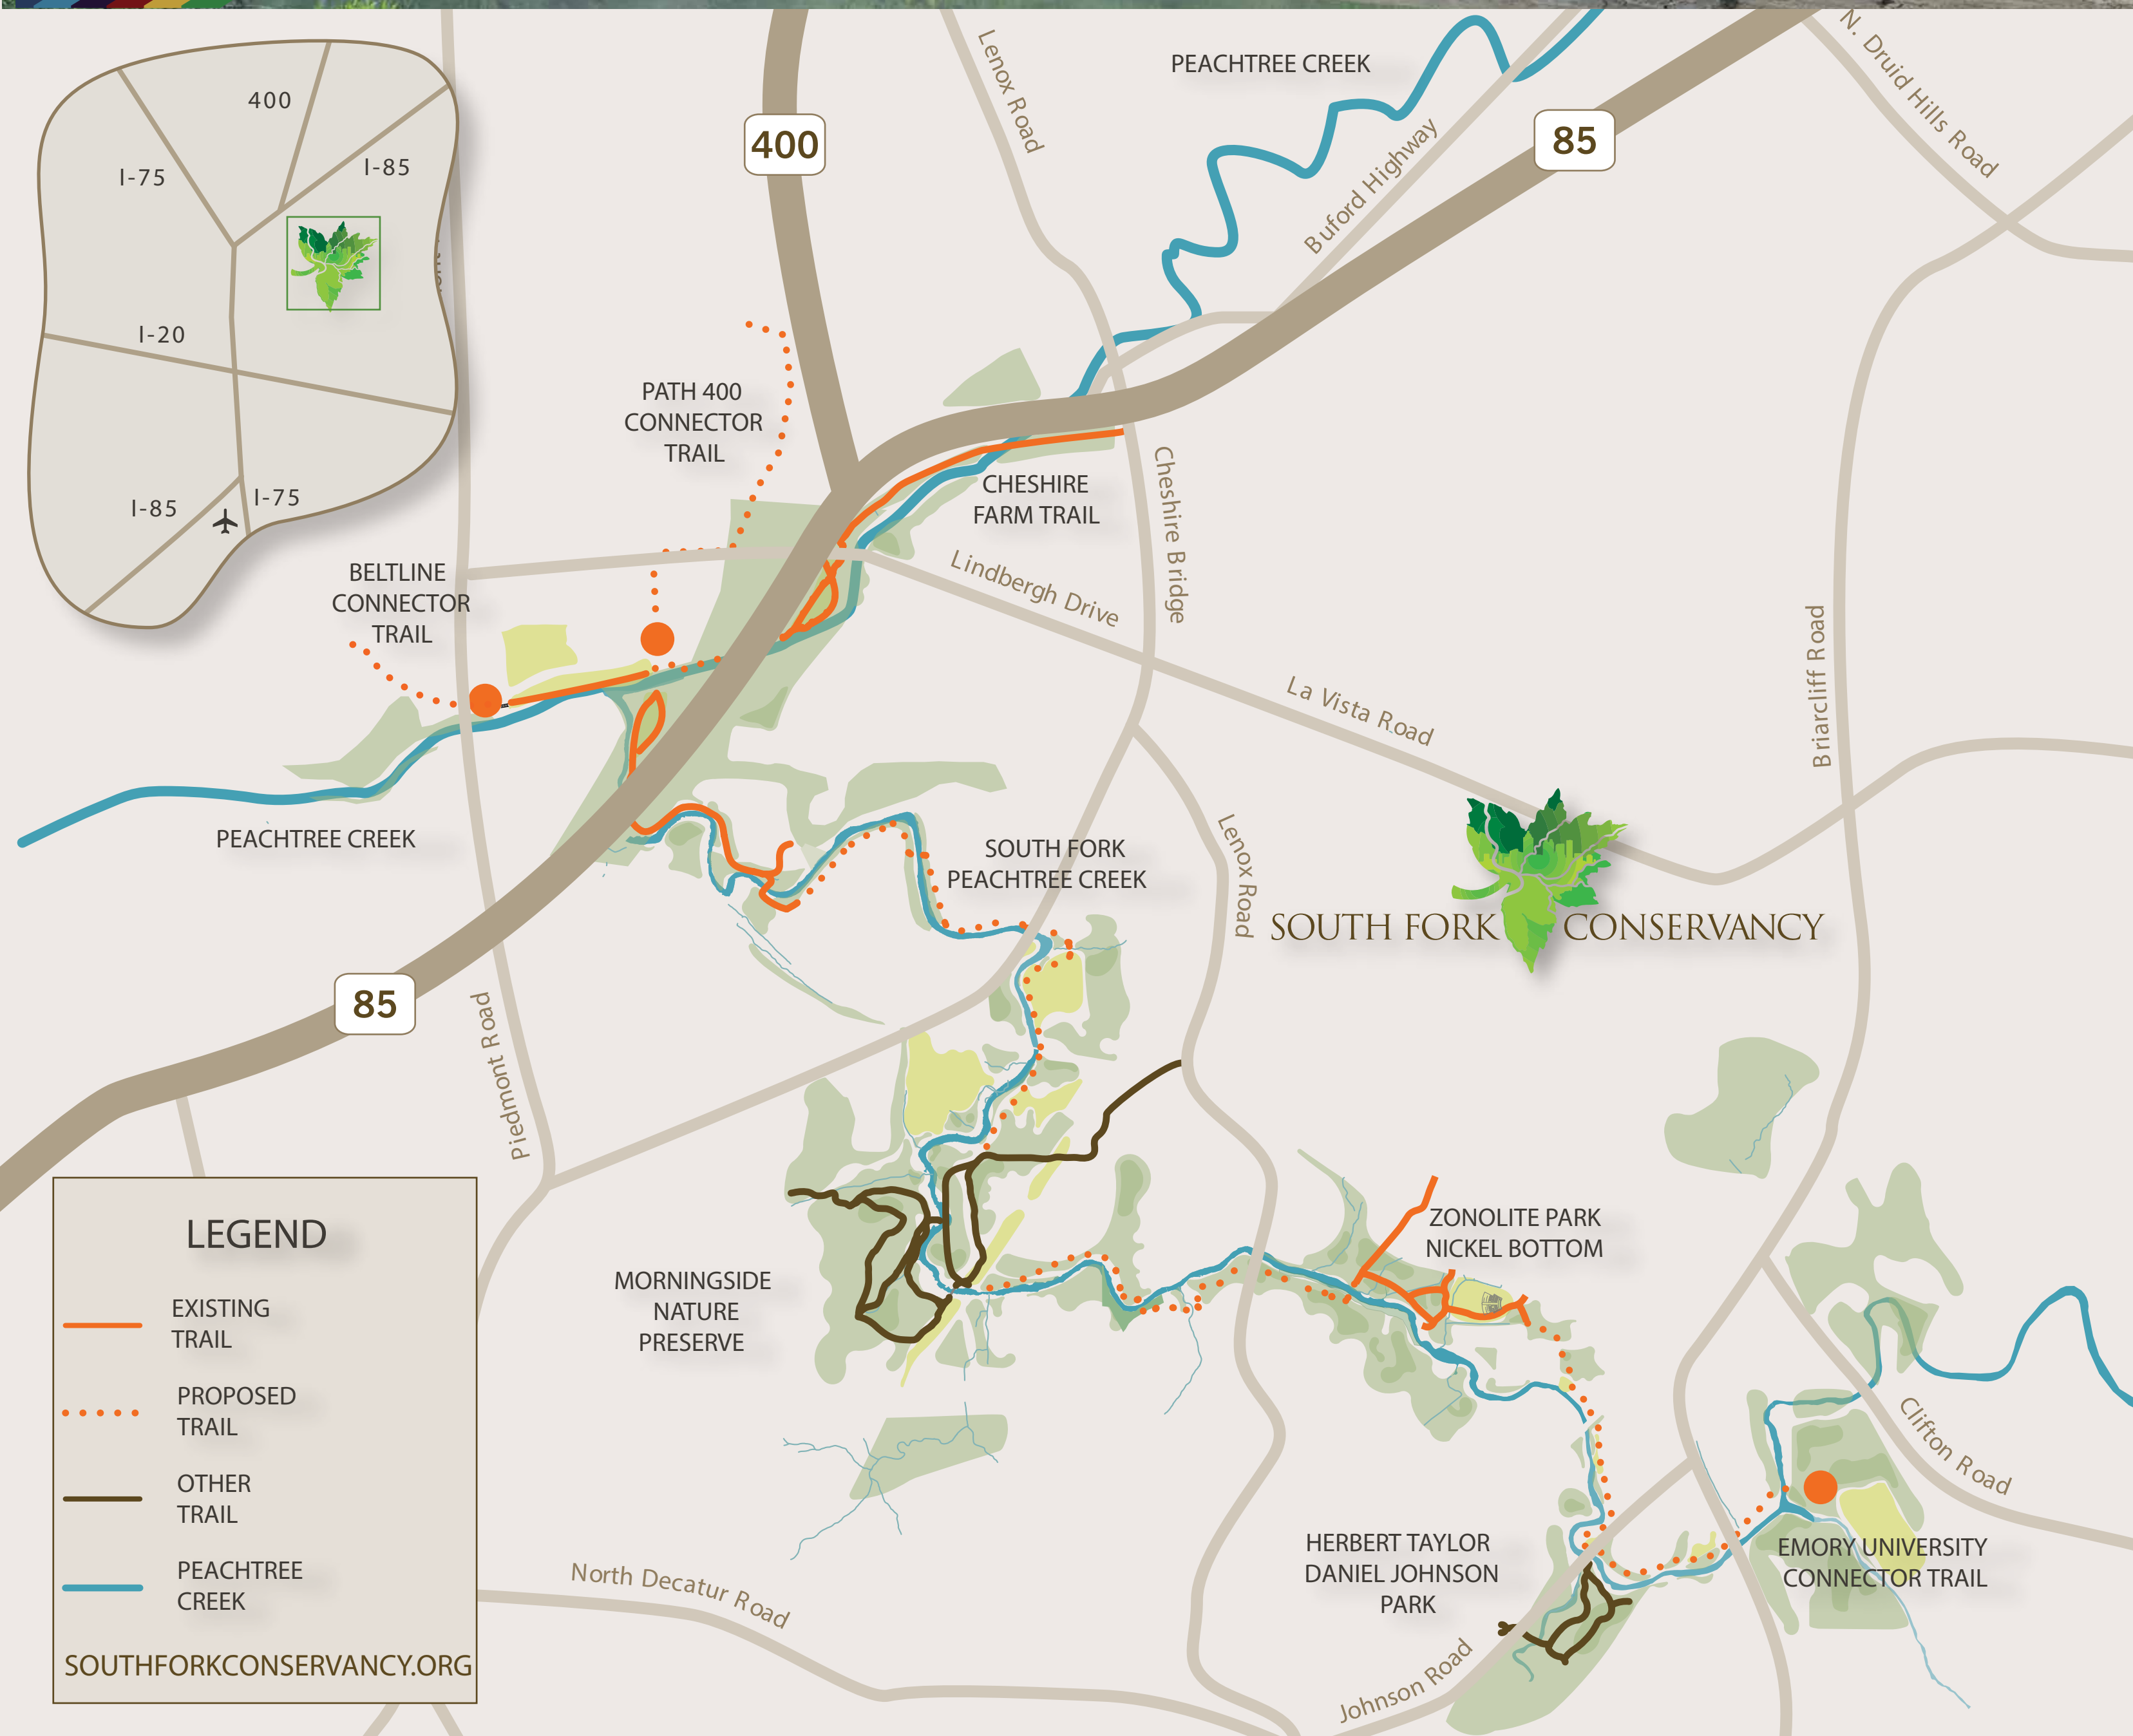 400
I-75
I-85
I-20
I-85
I-75
400
Lenox Road
PEACHTREE CREEK
Buford Highway
85
N. Druid Hills Road
PATH 400
CONNECTOR
TRAIL
CHESHIRE
FARM TRAIL
Cheshire Bridge
Lindbergh Drive
BELTLINE
CONNECTOR
TRAIL
La Vista Road
Briarcliff Road
PEACHTREE CREEK
SOUTH FORK
PEACHTREE CREEK
Lenox Road
SOUTH FORK CONSERVANCY
85
Piedmont Road
ZONOLITE PARK
NICKEL BOTTOM
MORNINGSIDE
NATURE
PRESERVE
Clifton Road
HERBERT TAYLOR
DANIEL JOHNSON
PARK
EMORY UNIVERSITY
CONNECTOR TRAIL
North Decatur Road
Johnson Road
LEGEND
EXISTING
TRAIL
PROPOSED
TRAIL
OTHER
TRAIL
PEACHTREE
CREEK
SOUTHFORKCONSERVANCY.ORG